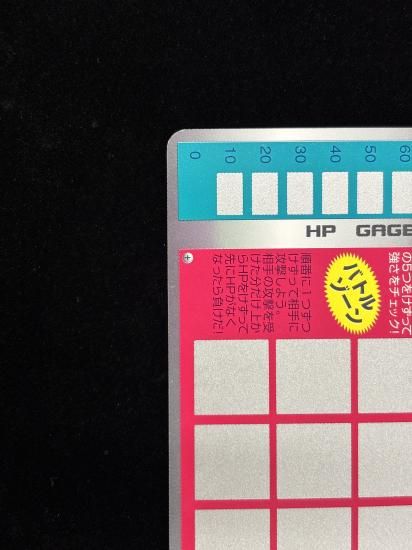 0
10
20
30
40
50
60
HP GAGE
の5つをけずって
強さをチェック!
バトル
ゾーン
順番に1つずつ
けずって相手に
攻撃しよう。
相手の攻撃を受
けた分だけ上か
らHPをけずって
先にHPがなく
なったら負けだ!